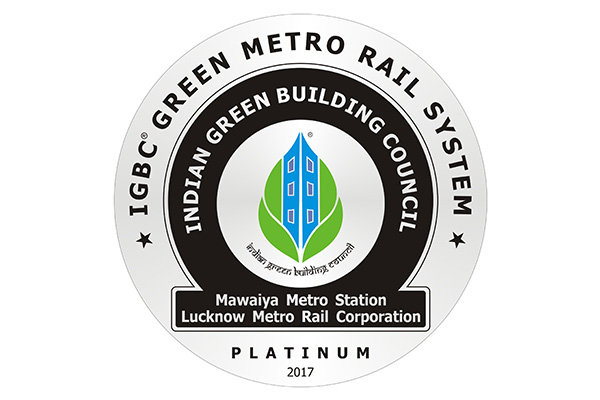 IGBC® GREEN METRO RAIL SYSTEM
INDIAN GREEN BUILDING COUNCIL
®
indian green building council
Mawaiya Metro Station
Lucknow Metro Rail Corporation
PLATINUM
2017